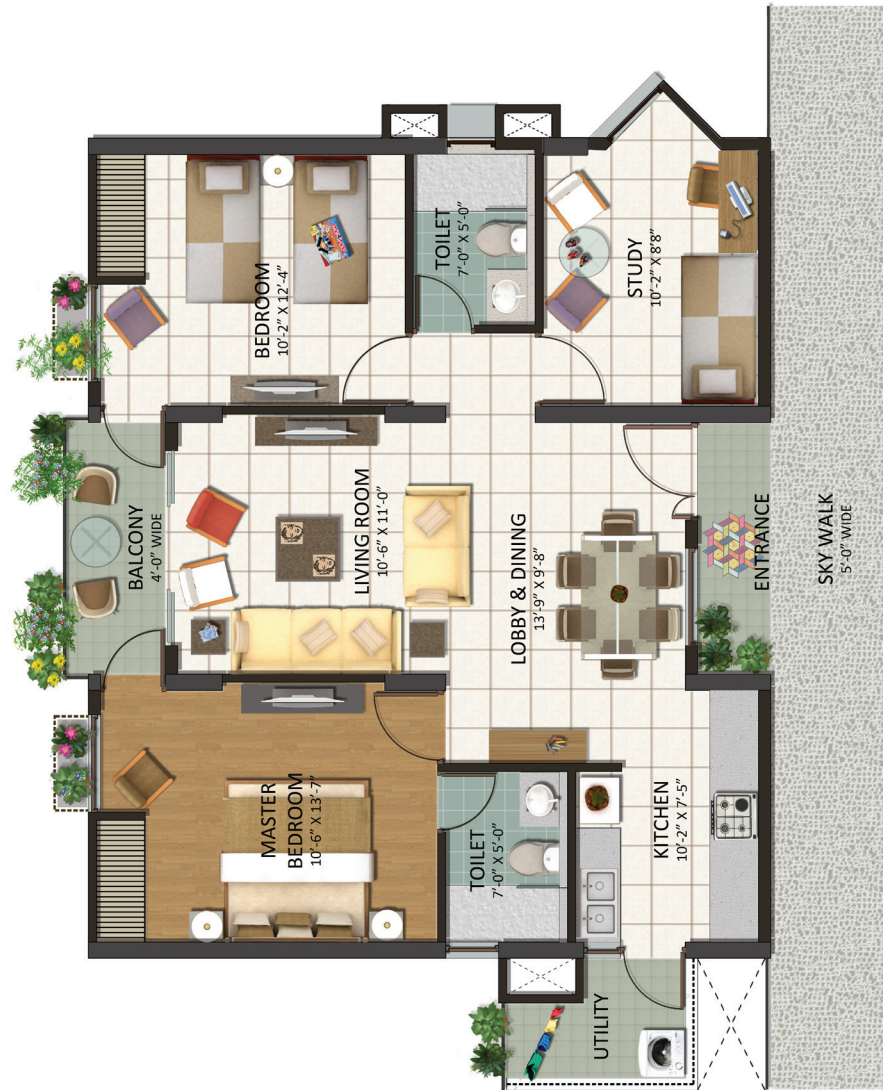 BEDROOM
10'-2" X 12'-4"
TOILET
7'-0" X 5'-0"
STUDY
10'-2" X 8'8"
BALCONY
4'-0" WIDE
LIVING ROOM
10'-6" X 11'-0"
LOBBY & DINING
13'-9" X 9'-8"
ENTRANCE
SKY WALK
5'-0" WIDE
MASTER
BEDROOM
10'-6" X 13'-7"
TOILET
7'-0" X 5'-0"
KITCHEN
10'-2" X 7'-5"
UTILITY